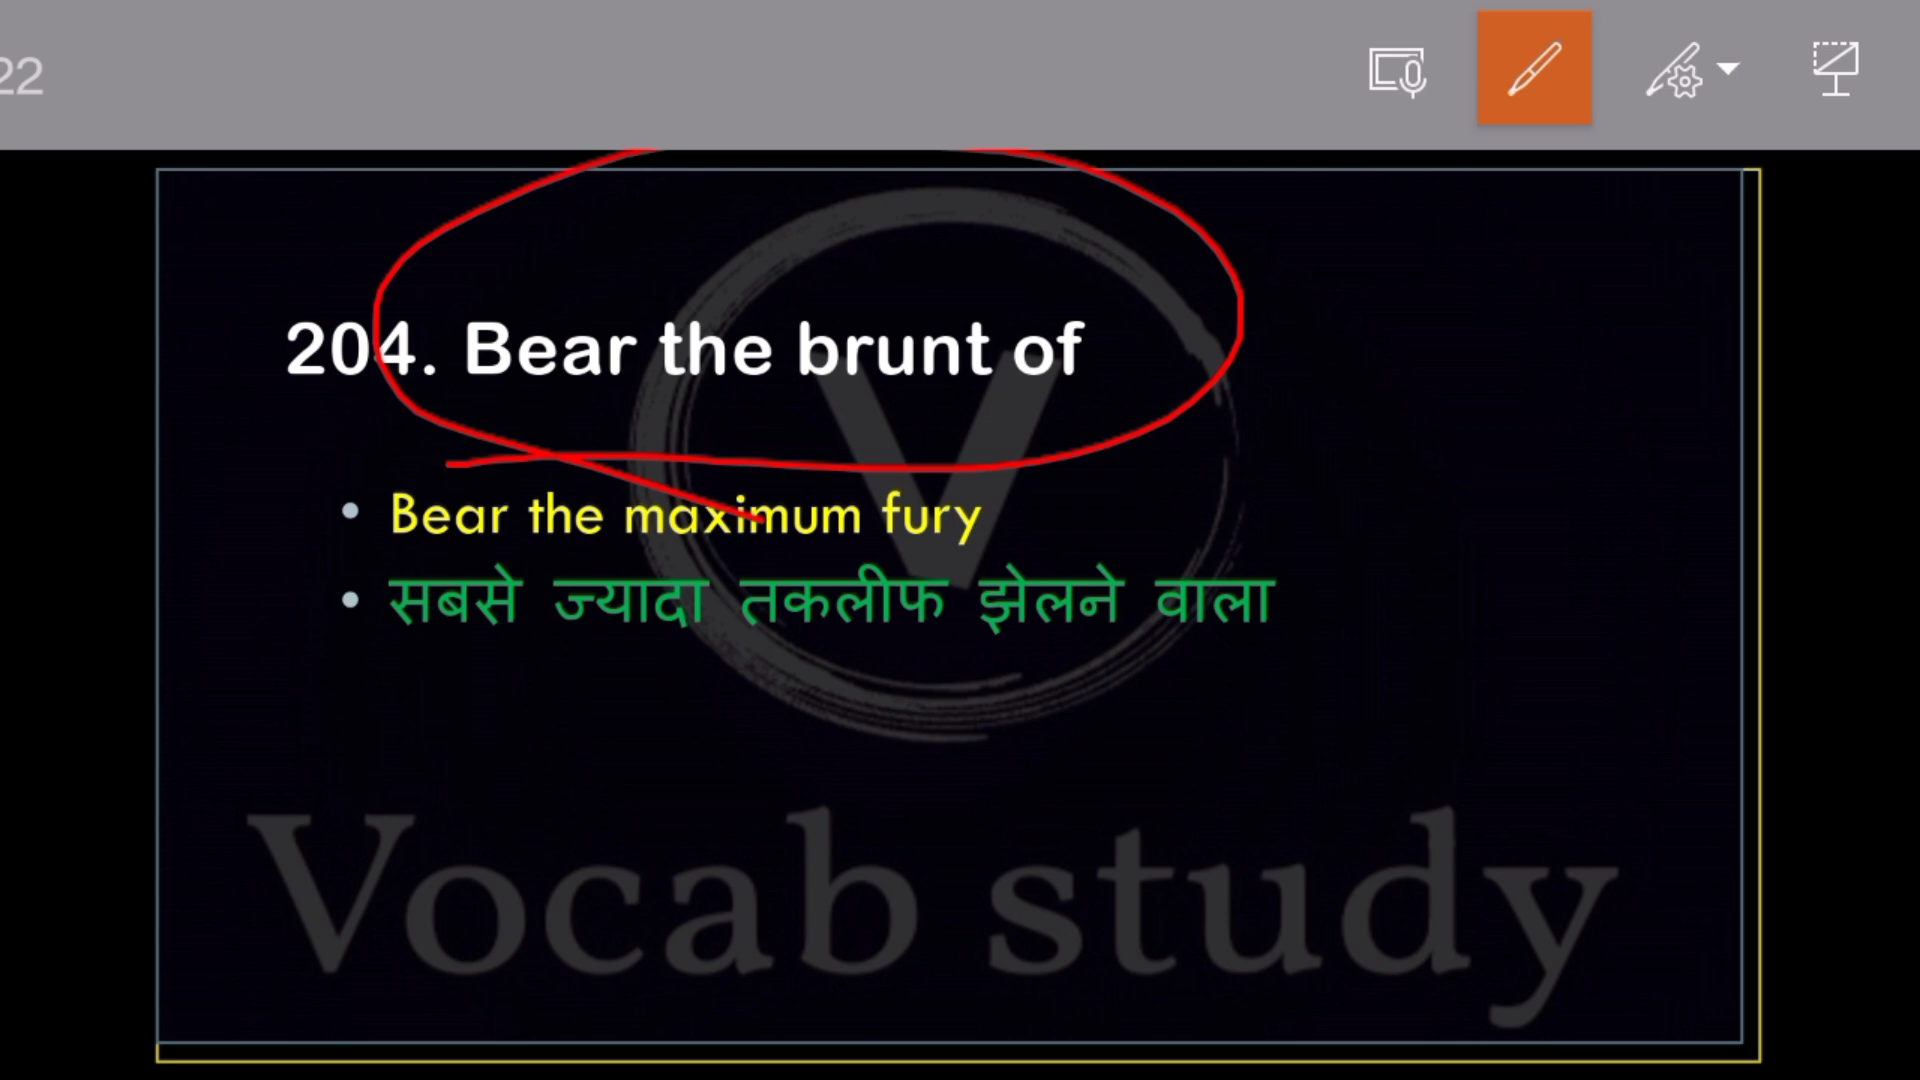 22
204. Bear the brunt of
• Bear the maximum fury
• सबसे ज्यादा तकलीफ झेलने वाला
V
Vocab study